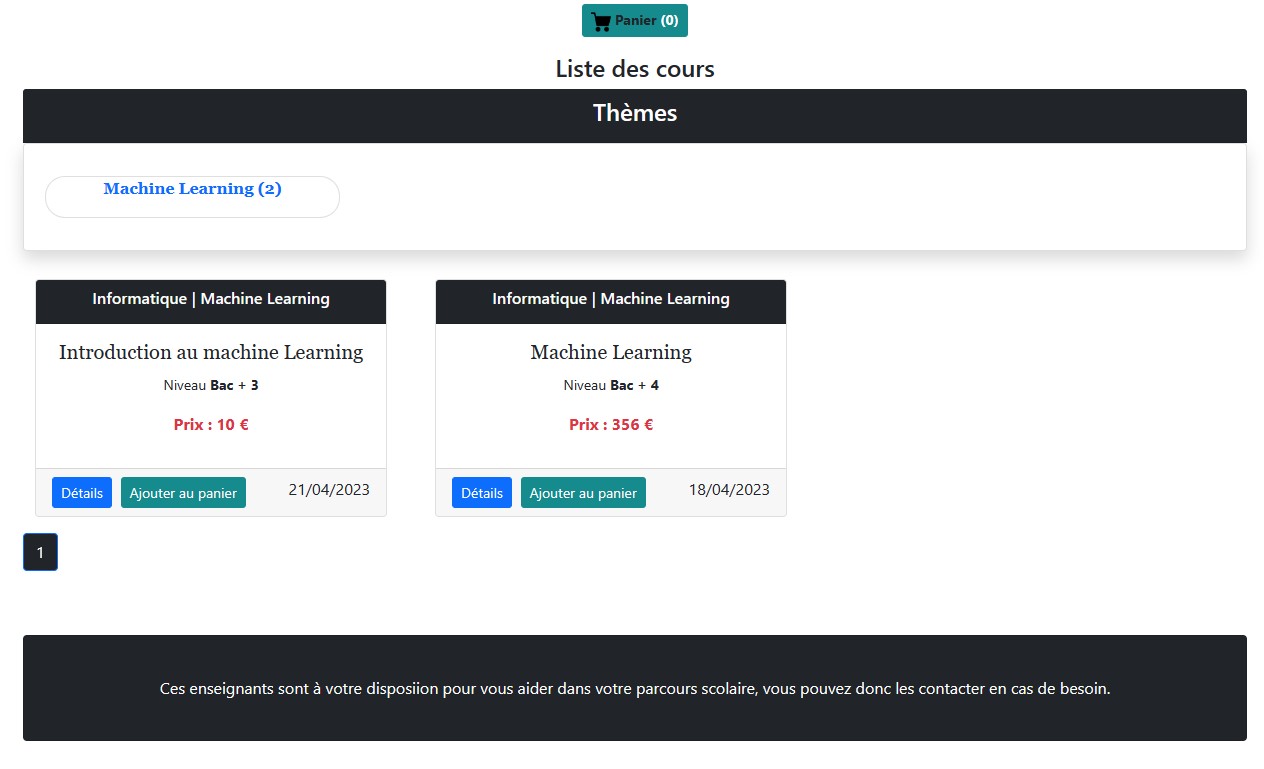 Panier (0)
Liste des cours
Thèmes
Machine Learning (2)
Informatique | Machine Learning
Introduction au machine Learning
Niveau Bac + 3
Prix : 10 €
Détails
Ajouter au panier
21/04/2023
Informatique | Machine Learning
Machine Learning
Niveau Bac + 4
Prix : 356 €
Détails
Ajouter au panier
18/04/2023
1
Ces enseignants sont à votre disposiion pour vous aider dans votre parcours scolaire, vous pouvez donc les contacter en cas de besoin.